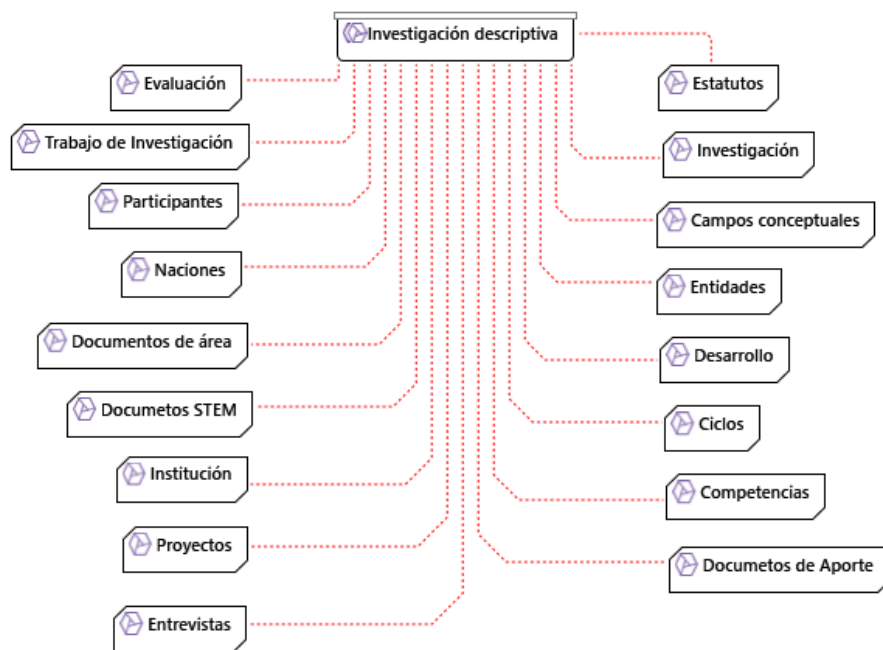 Investigación descriptiva
Evaluación
Estatutos
Trabajo de Investigación
Investigación
Participantes
Campos conceptuales
Naciones
Entidades
Documentos de área
Desarrollo
Documetos STEM
Ciclos
Institución
Competencias
Proyectos
Documetos de Aporte
Entrevistas